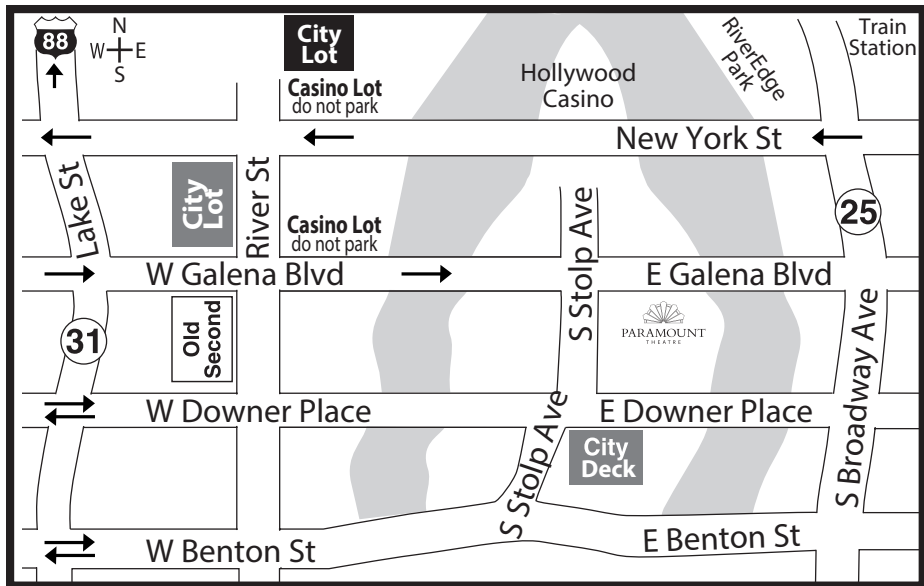 88
N
W E
S
City
Lot
Casino Lot
do not park
Hollywood
Casino
RiverEdge
Park
Train
Station
New York St
Lake St
City
Lot
River St
Casino Lot
do not park
S Stolp Ave
25
W Galena Blvd
E Galena Blvd
31
Old
Second
PARAMOUNT
THEATRE
S Broadway Ave
W Downer Place
E Downer Place
S Stolp Ave
City
Deck
W Benton St
E Benton St